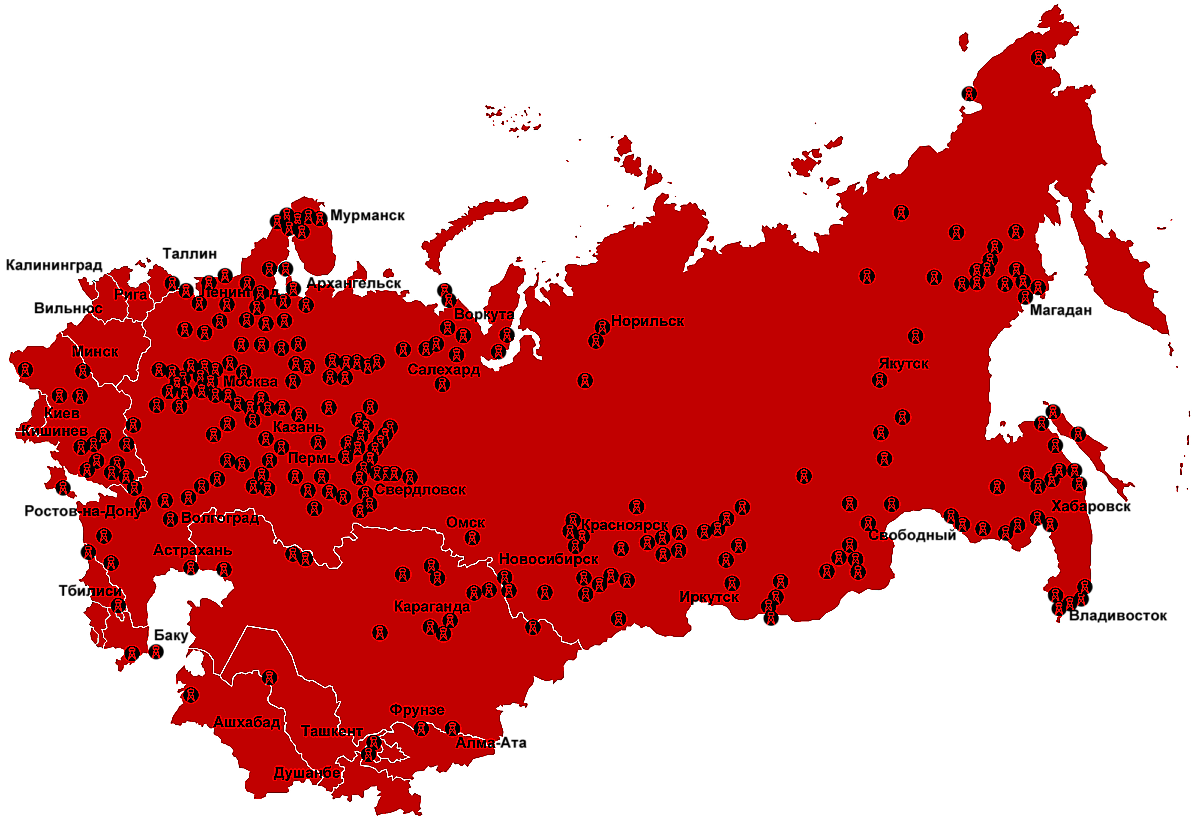 Мурманск
Таллин
Калининград
Архангельск
Рига
Ленинград
Вильнюс
Воркута
Магадан
Норильск
Минск
Якутск
Салехард
Москва
Киев
Казань
Кишинев
Пермь
Свердловск
Хабаровск
Ростов-на-Дону
Волгоград
Омск
Красноярск
Свободный
Астрахань
Новосибирск
Тбилиси
Иркутск
Караганда
Владивосток
Баку
Фрунзе
Ашхабад
Ташкент
Алма-Ата
Душанбе